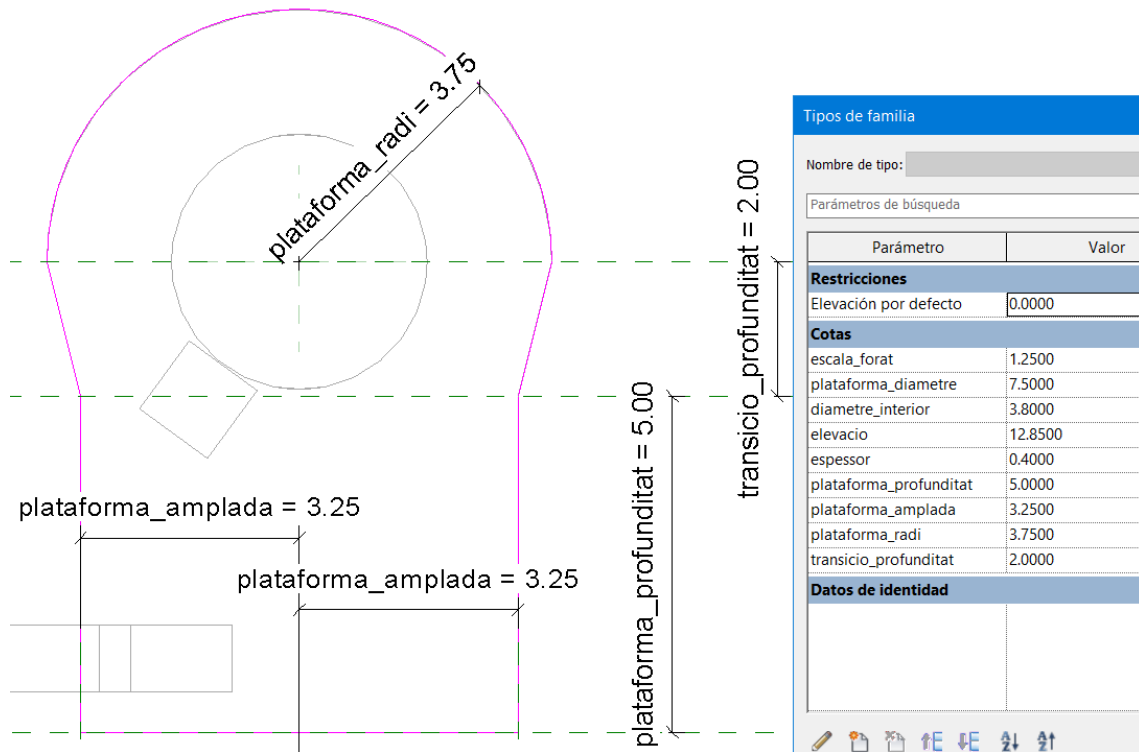 plataforma_radi = 3.75
transicio_profunditat = 2.00
plataforma_profunditat = 5.00
plataforma_amplada = 3.25
plataforma_amplada = 3.25
Tipos de familia
Nombre de tipo:
Parámetros de búsqueda
Parámetro Valor
Restricciones
Elevación por defecto 0.0000
Cotas
escala_forat 1.2500
plataforma_diametre 7.5000
diametre_interior 3.8000
elevacio 12.8500
espessor 0.4000
plataforma_profunditat 5.0000
plataforma_amplada 3.2500
plataforma_radi 3.7500
transicio_profunditat 2.0000
Datos de identidad